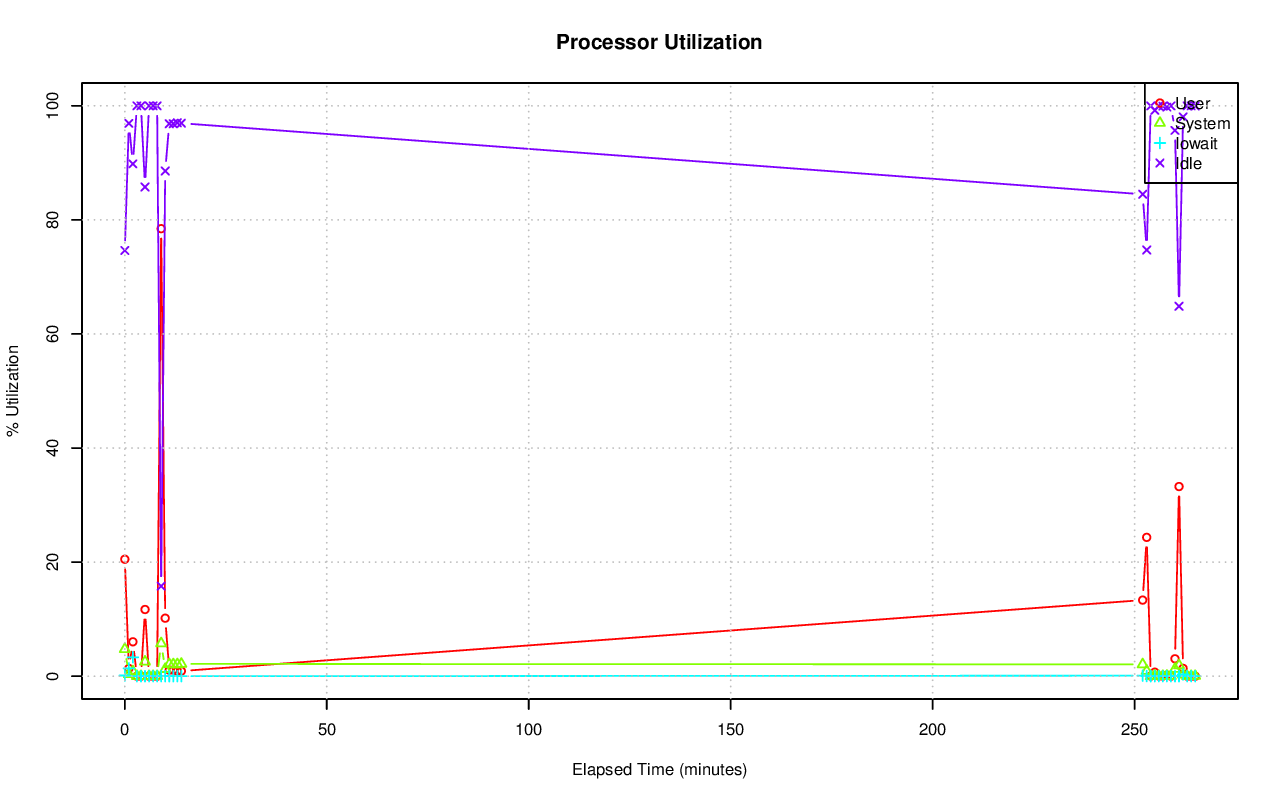 Processor Utilization
User
System
Iowait
Idle
100
80
60
40
20
0
% Utilization
0 50 100 150 200 250
Elapsed Time (minutes)